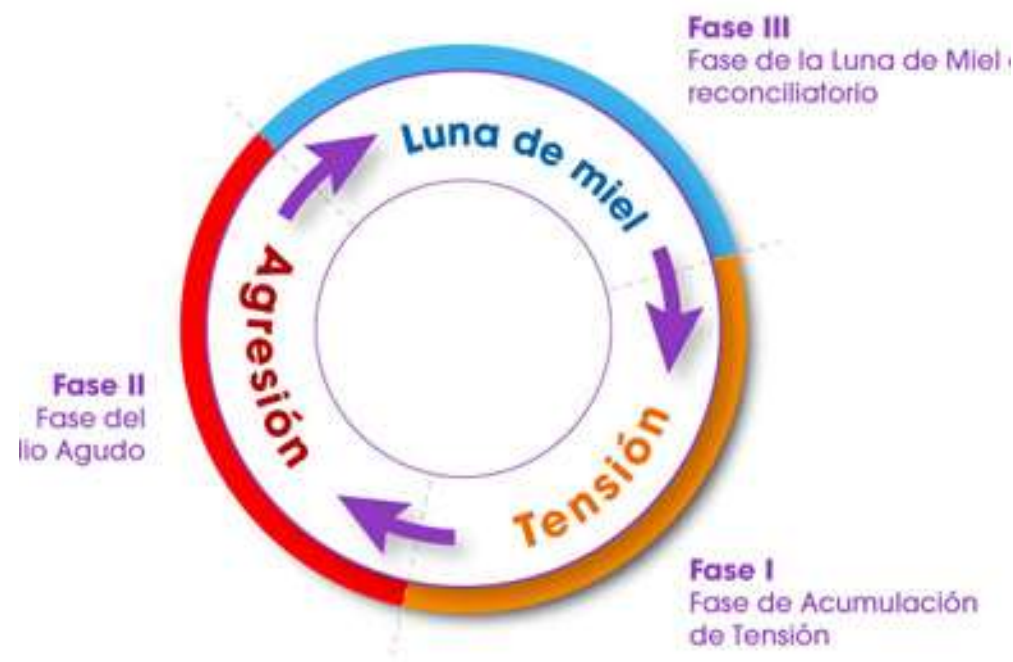 Fase III
Fase de la Luna de Miel
reconciliatorio
Luna de miel
Agresión
Tensión
Fase II
Fase del
lio Agudo
Fase I
Fase de Acumulación
de Tensión